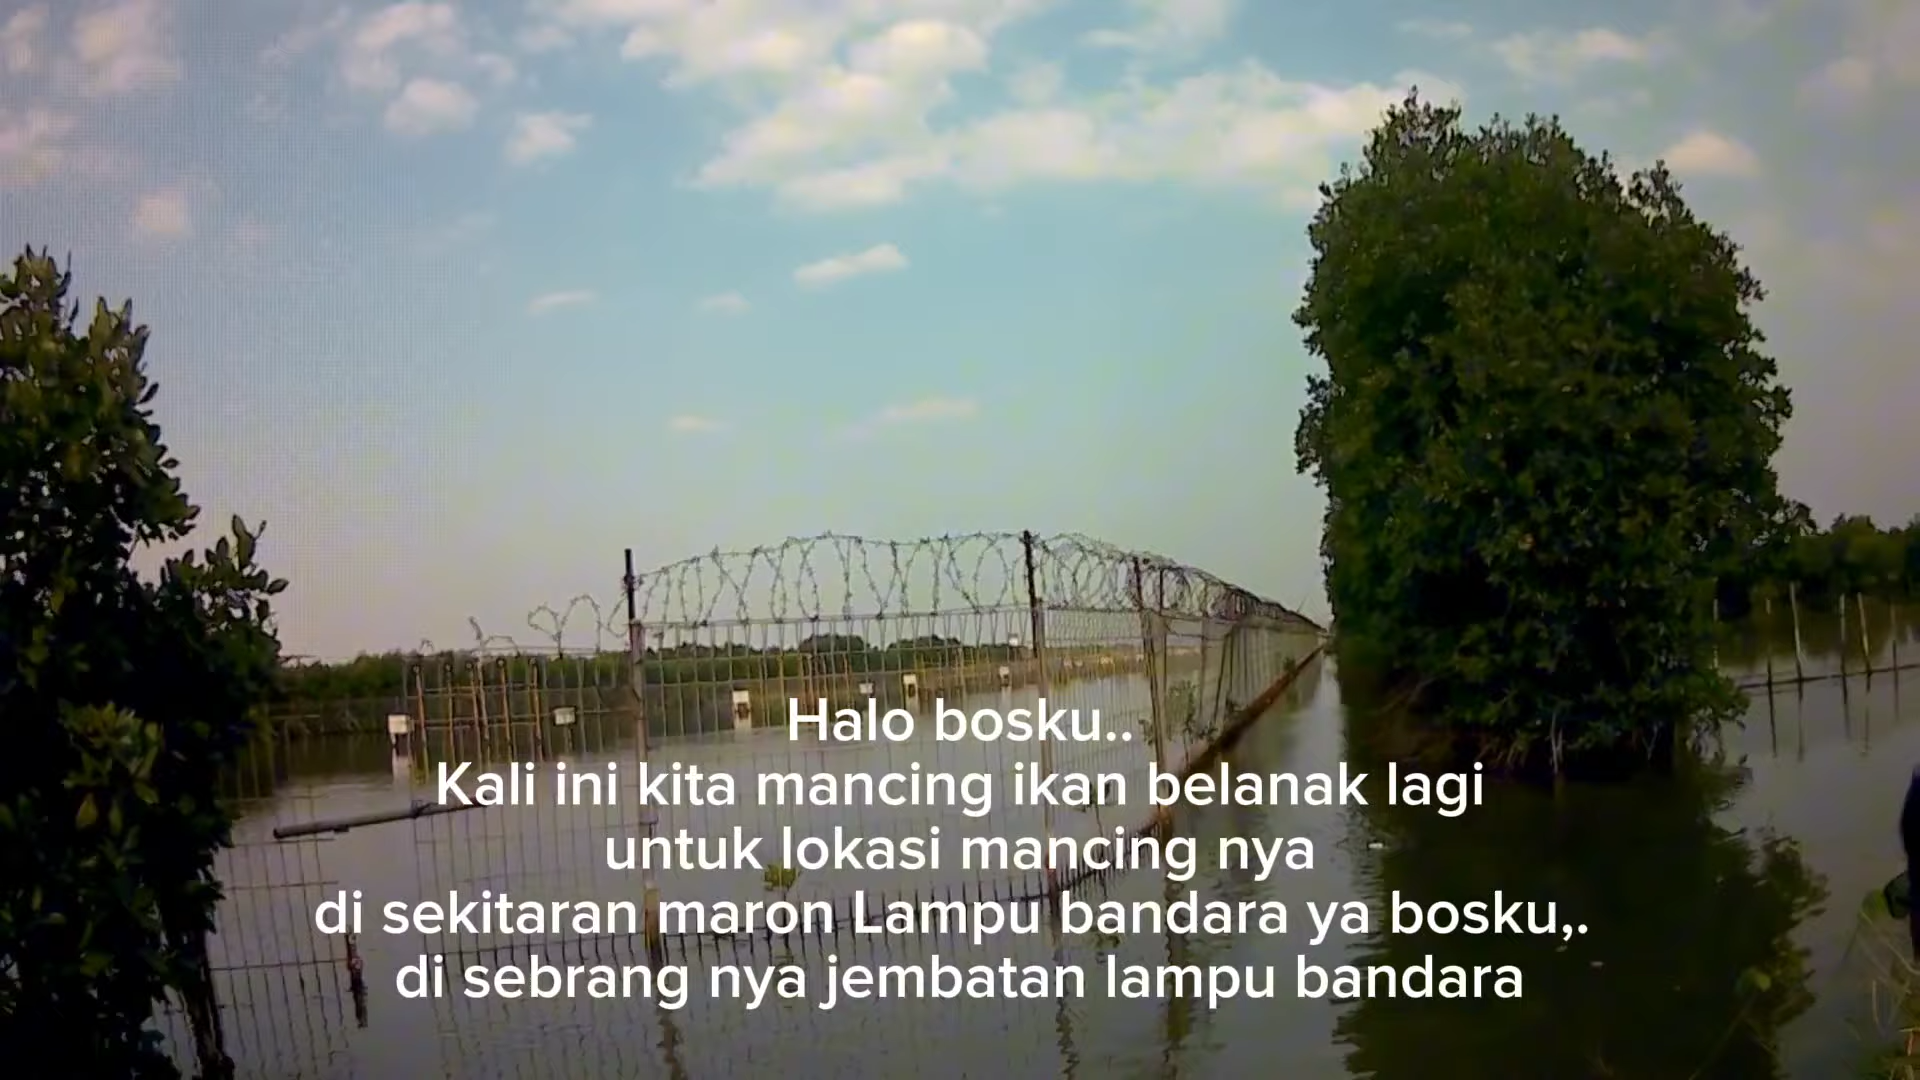 Halo bosku..
Kali ini kita mancing ikan belanak lagi
untuk lokasi mancing nya
di sekitaran maron Lampu bandara ya bosku,.
di sebrang nya jembatan lampu bandara